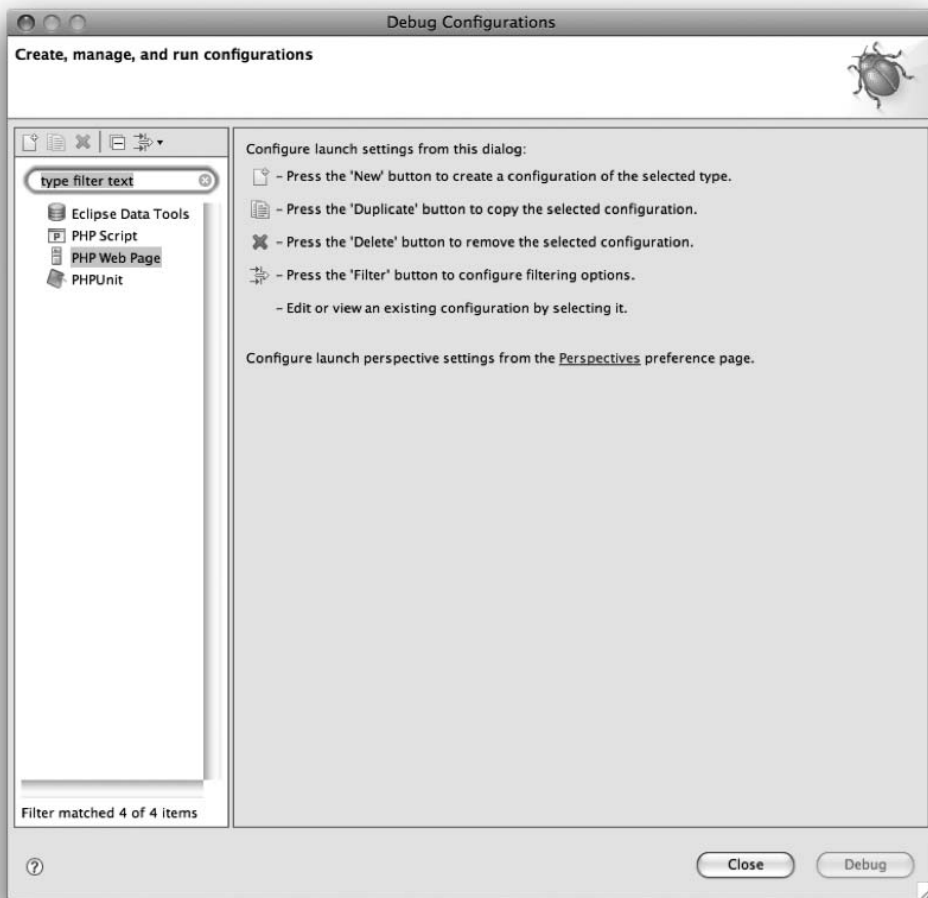 Debug Configurations
Create, manage, and run configurations
type filter text
Eclipse Data Tools
PHP Script
PHP Web Page
PHPUnit
Filter matched 4 of 4 items
Configure launch settings from this dialog:
– Press the 'New' button to create a configuration of the selected type.
– Press the 'Duplicate' button to copy the selected configuration.
– Press the 'Delete' button to remove the selected configuration.
– Press the 'Filter' button to configure filtering options.
– Edit or view an existing configuration by selecting it.
Configure launch perspective settings from the Perspectives preference page.
?
Close
Debug